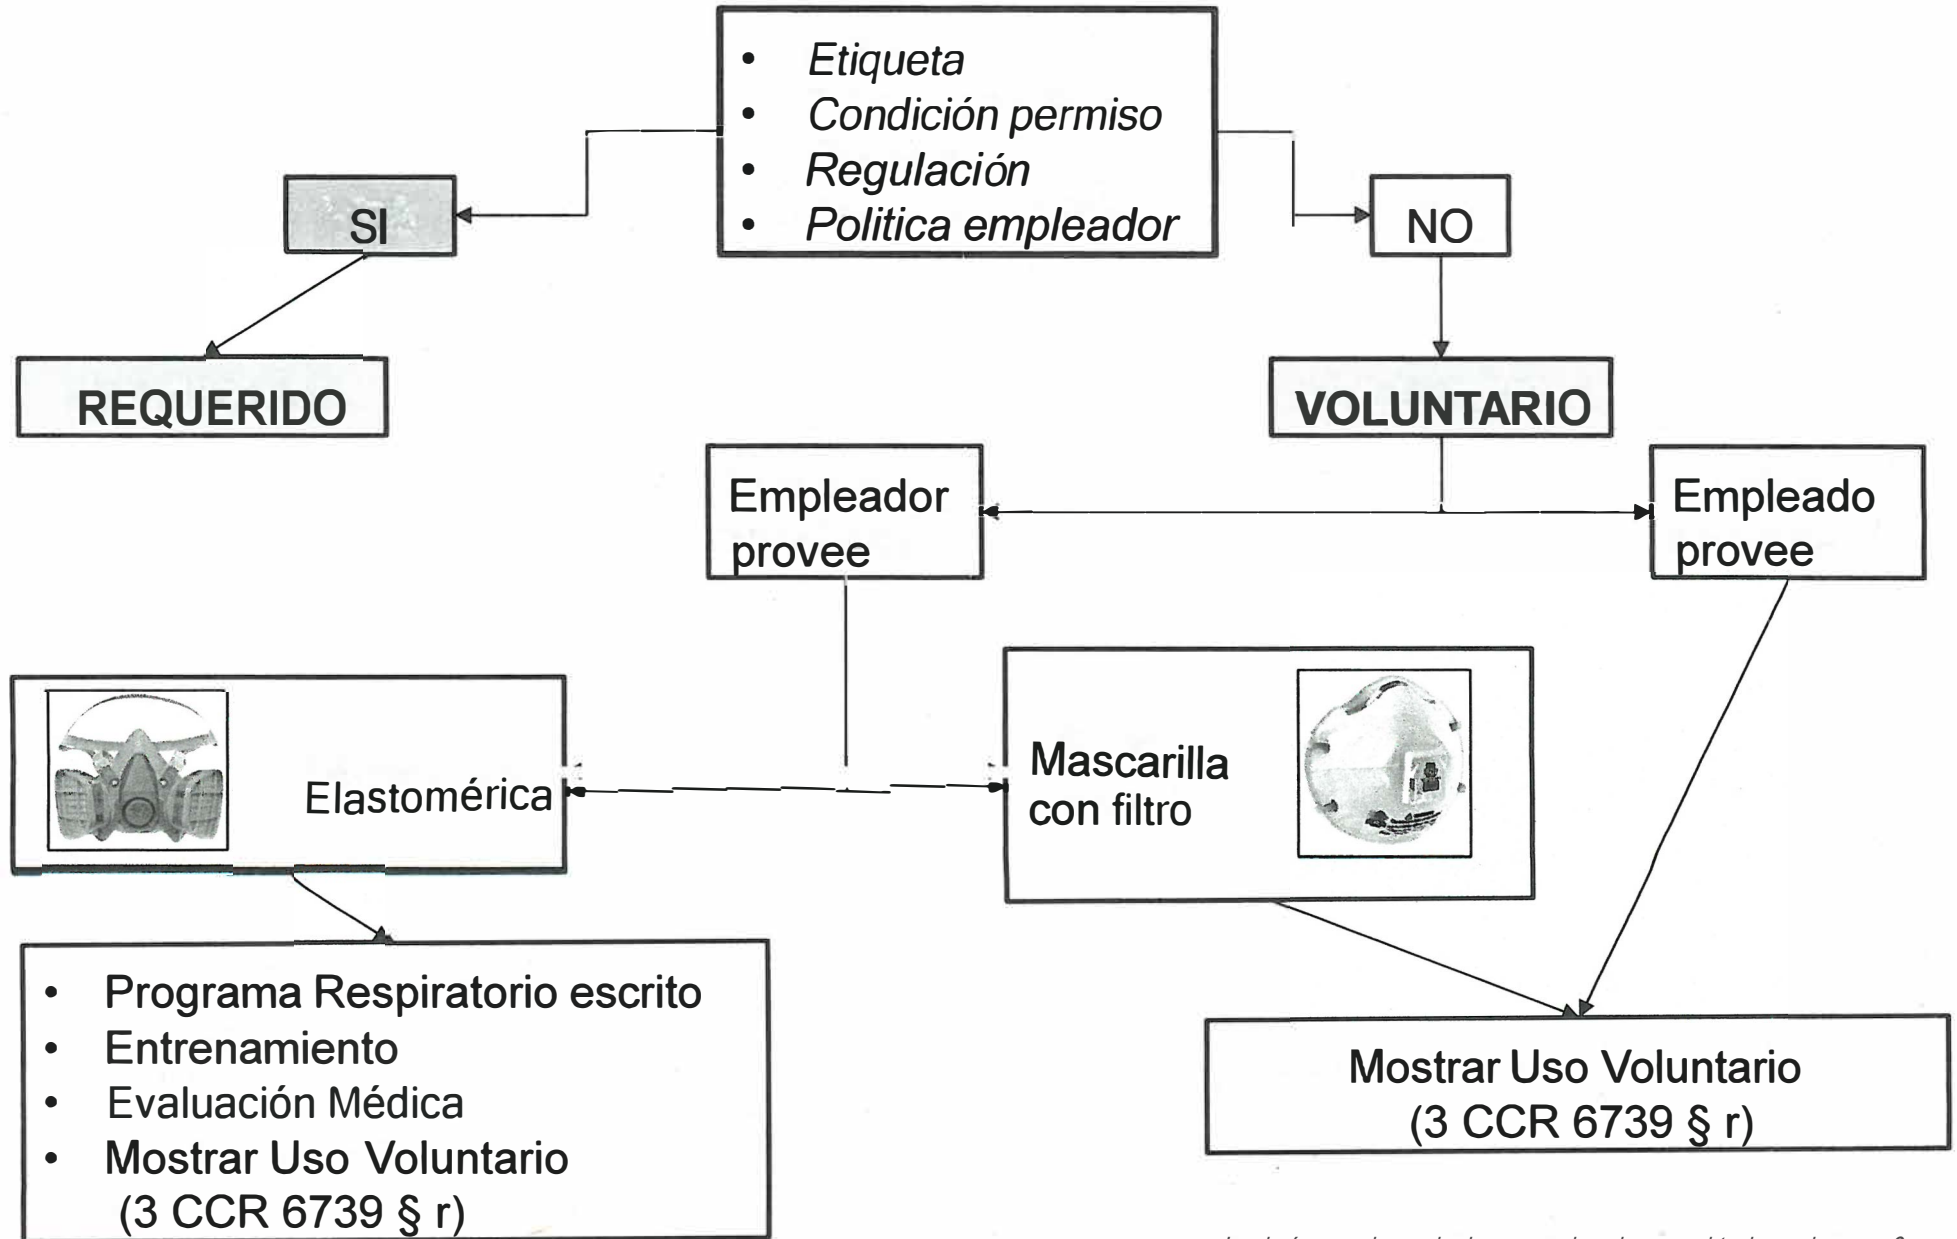 • Etiqueta
• Condición permiso
• Regulación
• Politica empleador
SI
NO
REQUERIDO
VOLUNTARIO
Empleador
provee
Empleado
provee
Elastomérica
Mascarilla
con filtro
• Programa Respiratorio escrito
• Entrenamiento
• Evaluación Médica
• Mostrar Uso Voluntario
(3 CCR 6739 § r)
Mostrar Uso Voluntario
(3 CCR 6739 § r)